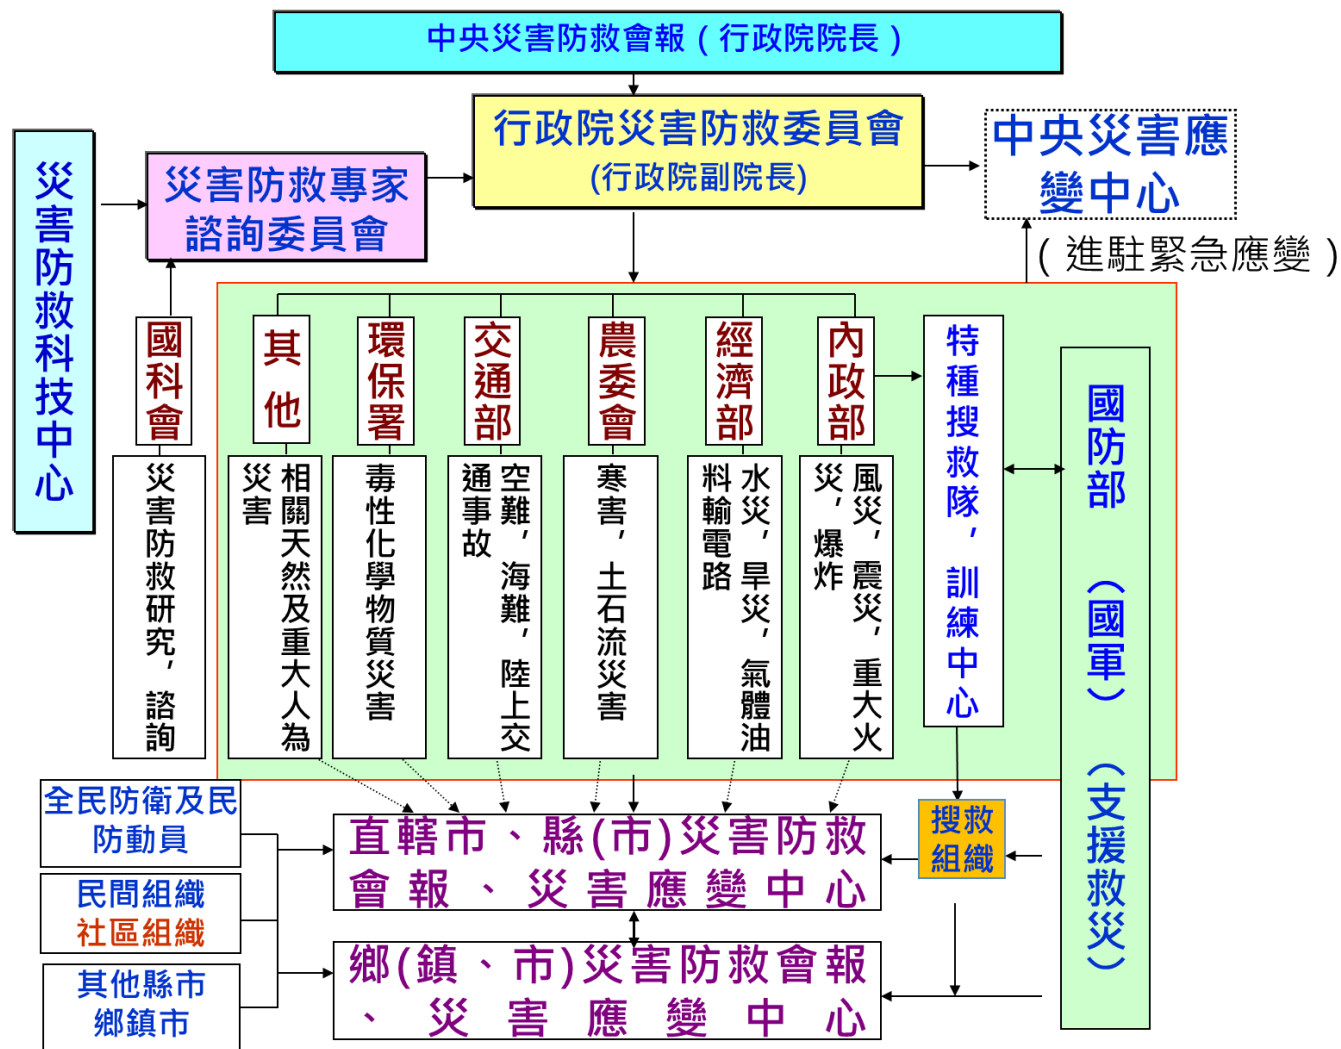 中央災害防救會報（行政院院長）
行政院災害防救委員會
(行政院副院長)
中央災害應
變中心
（進駐緊急應變）
災害防救專家
諮詢委員會
災害防救科技中心
國科會
其他
環保署
交通部
農委會
經濟部
內政部
特種搜救隊，訓練中心
國防部（國軍）（支援救災）
災害防救研究，諮詢
相關天然及重大人為
災害
毒性化學物質災害
空難，海難，陸上交
通事故
寒害，土石流災害
水災，旱災，氣體油
料輸電路
風災，震災，重大火
災，爆炸
全民防衛及民
防動員
民間組織
社區組織
其他縣市
鄉鎮市
直轄市、縣(市)災害防救
會報、災害應變中心
搜救
組織
鄉(鎮、市)災害防救會報
、災害應變中心